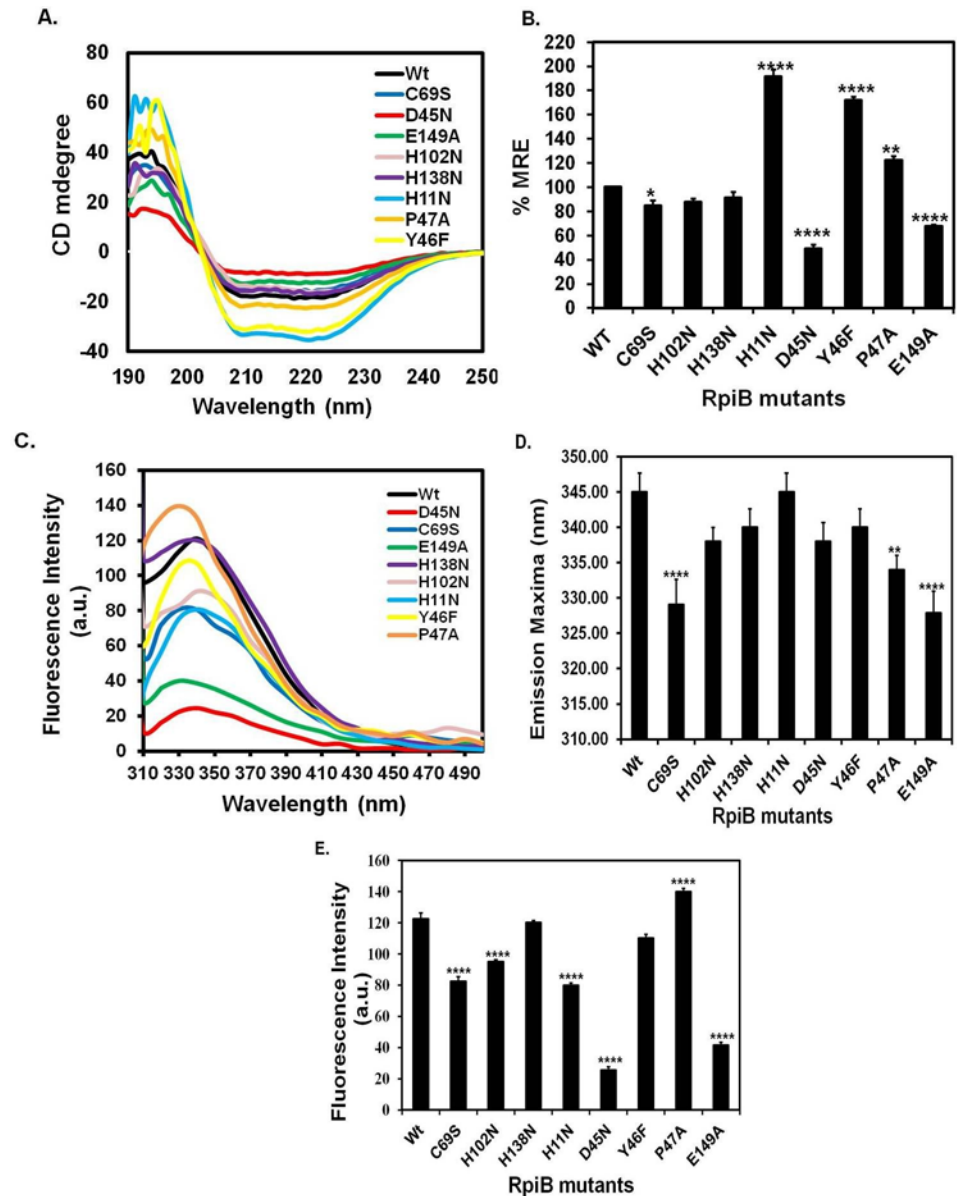 A.
CD mdegree
80
60
40
20
0
-20
-40
190 200 210 220 230 240 250
Wavelength (nm)
Wt
C69S
D45N
E149A
H102N
H138N
H11N
P47A
Y46F
B.
% MRE
220
200
180
160
140
120
100
80
60
40
20
0
*
****
****
****
**
****
WT C69S H102N H138N H11N D45N Y46F P47A E149A
RpiB mutants
C.
Fluorescence Intensity
(a.u.)
160
140
120
100
80
60
40
20
0
310 330 350 370 390 410 430 450 470 490
Wavelength (nm)
Wt
D45N
C69S
E149A
H138N
H102N
H11N
Y46F
P47A
D.
Emission Maxima (nm)
350.00
345.00
340.00
335.00
330.00
325.00
320.00
315.00
310.00
****
**
****
Wt C69S H102N H138N H11N D45N Y46F P47A E149A
RpiB mutants
E.
Fluorescence Intensity
(a.u.)
160
140
120
100
80
60
40
20
0
****
****
****
****
****
****
Wt C69S H102N H138N H11N D45N Y46F P47A E149A
RpiB mutants